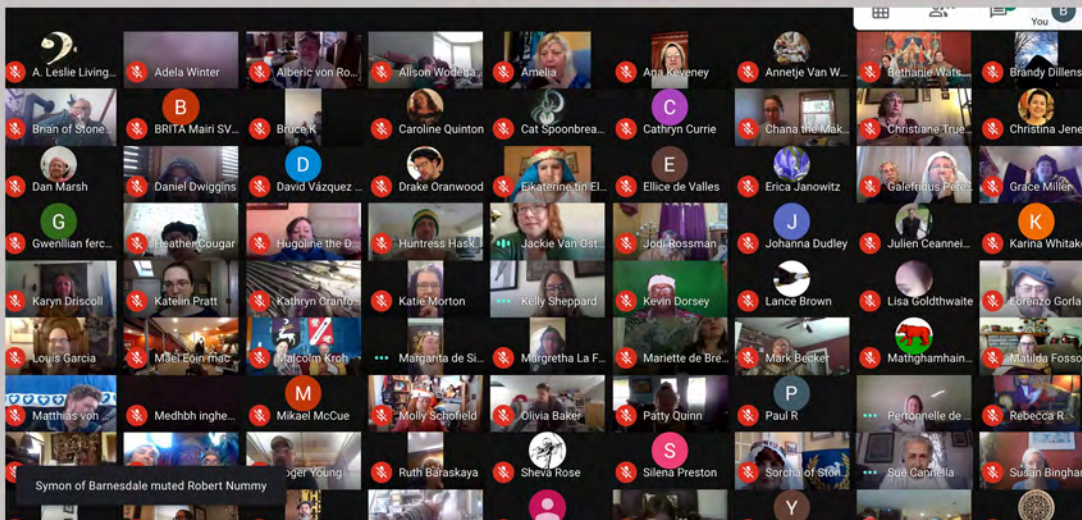 You
B
A. Leslie Living...
Adela Winter
Alberic von Ro...
Alison Wodeha...
Amelia
Ana Keveney
Annetje Van W...
Bethanie Wats...
Brandy Dillens
Brian of Stone...
B
BRITA Mairi SV...
Bruce K
Caroline Quinton
Cat Spoonbrea...
C
Cathryn Currie
Chana the Mak...
Christiane True...
Christina Jene
Dan Marsh
Daniel Dwiggins
D
David Vázquez ...
Drake Oranwood
Eikaterine tin El...
E
Ellice de Valles
Erica Janowitz
Galefridus Pere...
Grace Miller
G
Gwenllian ferc...
Heather Cougar
Hugoline the D...
Huntress Hask...
Jackie Van Ost...
Jodi Rossman
J
Johanna Dudley
Julien Ceannei...
K
Karina Whitake
Karyn Driscoll
Katelin Pratt
Kathryn Cranfo...
Katie Morton
Kelly Sheppard
Kevin Dorsey
Lance Brown
Lisa Goldthwaite
Lorenzo Gorla
Louis Garcia
Mael Eoin mac...
Malcolm Kroh
Margarita de Si...
Margretha La F...
Mariette de Bre...
Mark Becker
Mathghamhain...
Matilda Fosso
Matthias von ...
Medhbh inghe...
M
Mikael McCue
Molly Schofield
Olivia Baker
Patty Quinn
P
Paul R
Perronnelle de ...
Rebecca R
oger Young
Ruth Baraskaya
Sheva Rose
S
Silena Preston
Sorcha of Ston...
Sue Cannella
Susan Binghar
Symon of Barnesdale muted Robert Nummy
Y